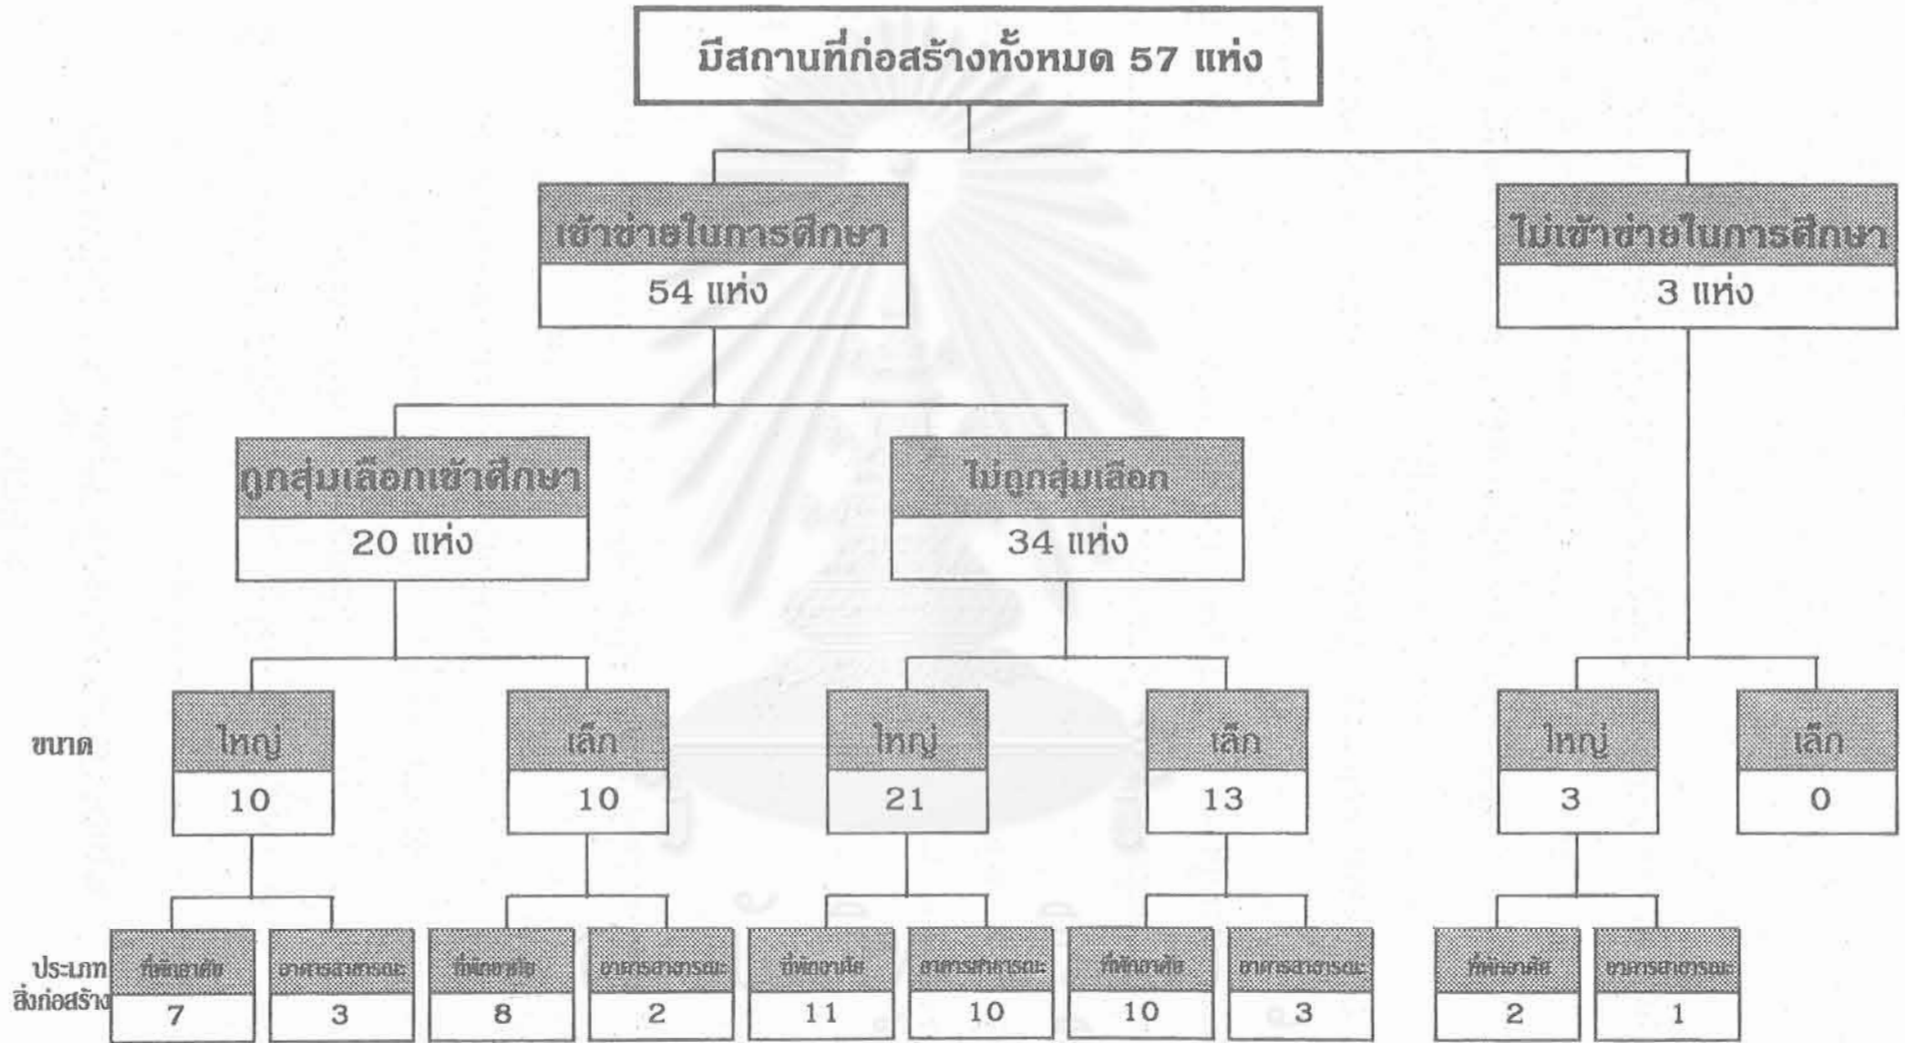 มีสถานที่ก่อสร้างทั้งหมด 57 แห่ง
เข้าข่ายในการศึกษา
ไม่เข้าข่ายในการศึกษา
54 แห่ง
3 แห่ง
ถูกสุ่มเลือกเข้าศึกษา
ไม่ถูกสุ่มเลือก
20 แห่ง
34 แห่ง
ขนาด
ใหญ่
เล็ก
ใหญ่
เล็ก
ใหญ่
เล็ก
10
10
21
13
3
0
ประเภท
สิ่งก่อสร้าง
ที่พักอาศัย
อาคารสาธารณะ
ที่พักอาศัย
อาคารสาธารณะ
ที่พักอาศัย
อาคารสาธารณะ
ที่พักอาศัย
อาคารสาธารณะ
ที่พักอาศัย
อาคารสาธารณะ
7
3
8
2
11
10
10
3
2
1